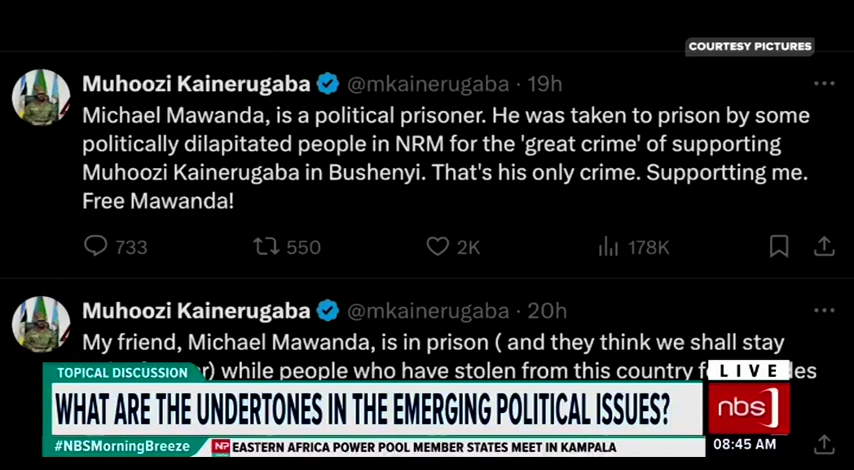 COURTESY PICTURES
Muhoozi Kainerugaba @mkainerugaba · 19h
Michael Mawanda, is a political prisoner. He was taken to prison by some
politically dilapitated people in NRM for the 'great crime' of supporting
Muhoozi Kainerugaba in Bushenyi. That's his only crime. Supportting me.
Free Mawanda!
733 550 2K 178K
Muhoozi Kainerugaba @mkainerugaba · 20h
My friend, Michael Mawanda, is in prison ( and they think we shall stay
while people who have stolen from this country
TOPICAL DISCUSSION
LIVE
WHAT ARE THE UNDERTONES IN THE EMERGING POLITICAL ISSUES?
nbs
#NBSMorningBreeze NP EASTERN AFRICA POWER POOL MEMBER STATES MEET IN KAMPALA 08:45 AM